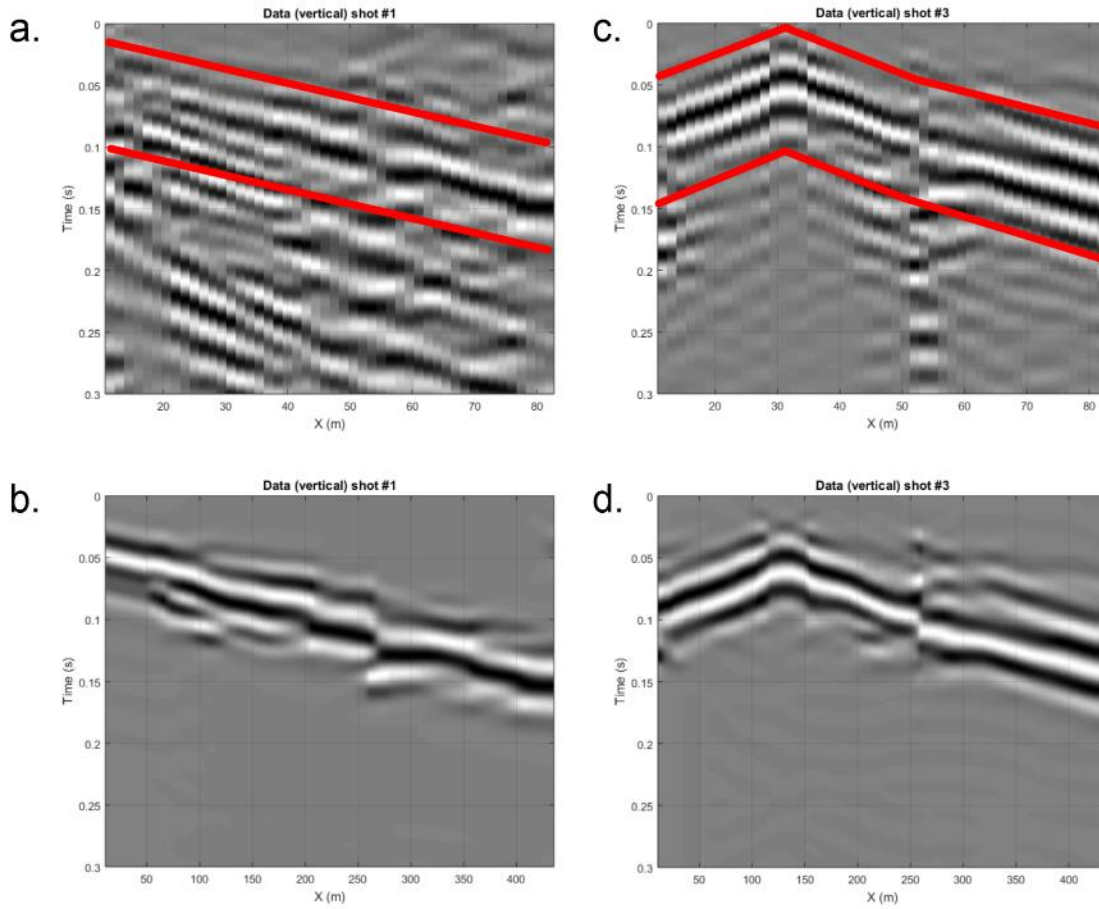 a.
Data (vertical) shot #1
0
0.05
0.1
0.15
0.2
0.25
0.3
Time (s)
20 30 40 50 60 70 80
X (m)
c.
Data (vertical) shot #3
0
0.05
0.1
0.15
0.2
0.25
0.3
Time (s)
20 30 40 50 60 70 80
X (m)
b.
Data (vertical) shot #1
0
0.05
0.1
0.15
0.2
0.25
0.3
Time (s)
50 100 150 200 250 300 350 400
X (m)
d.
Data (vertical) shot #3
0
0.05
0.1
0.15
0.2
0.25
0.3
Time (s)
50 100 150 200 250 300 350 400
X (m)